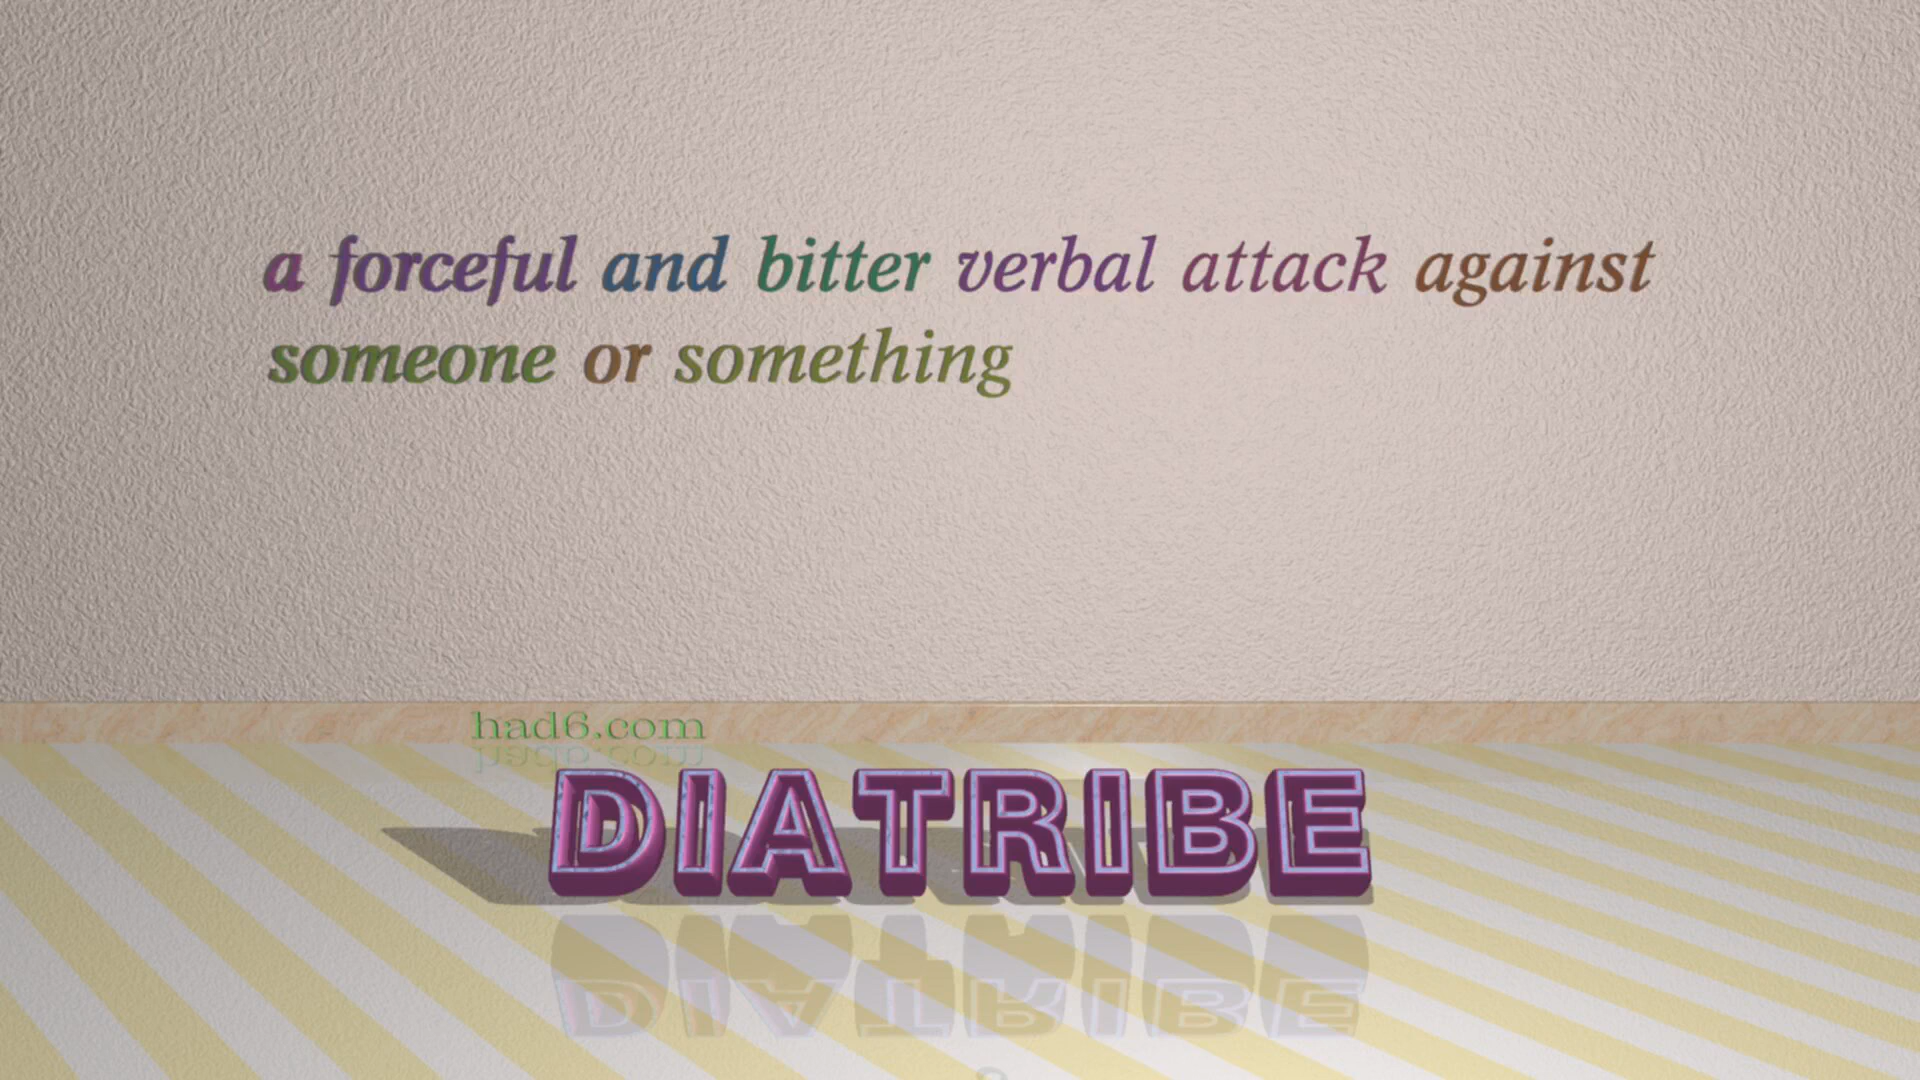 a forceful and bitter verbal attack against
someone or something
had6.com
DIATRIBE